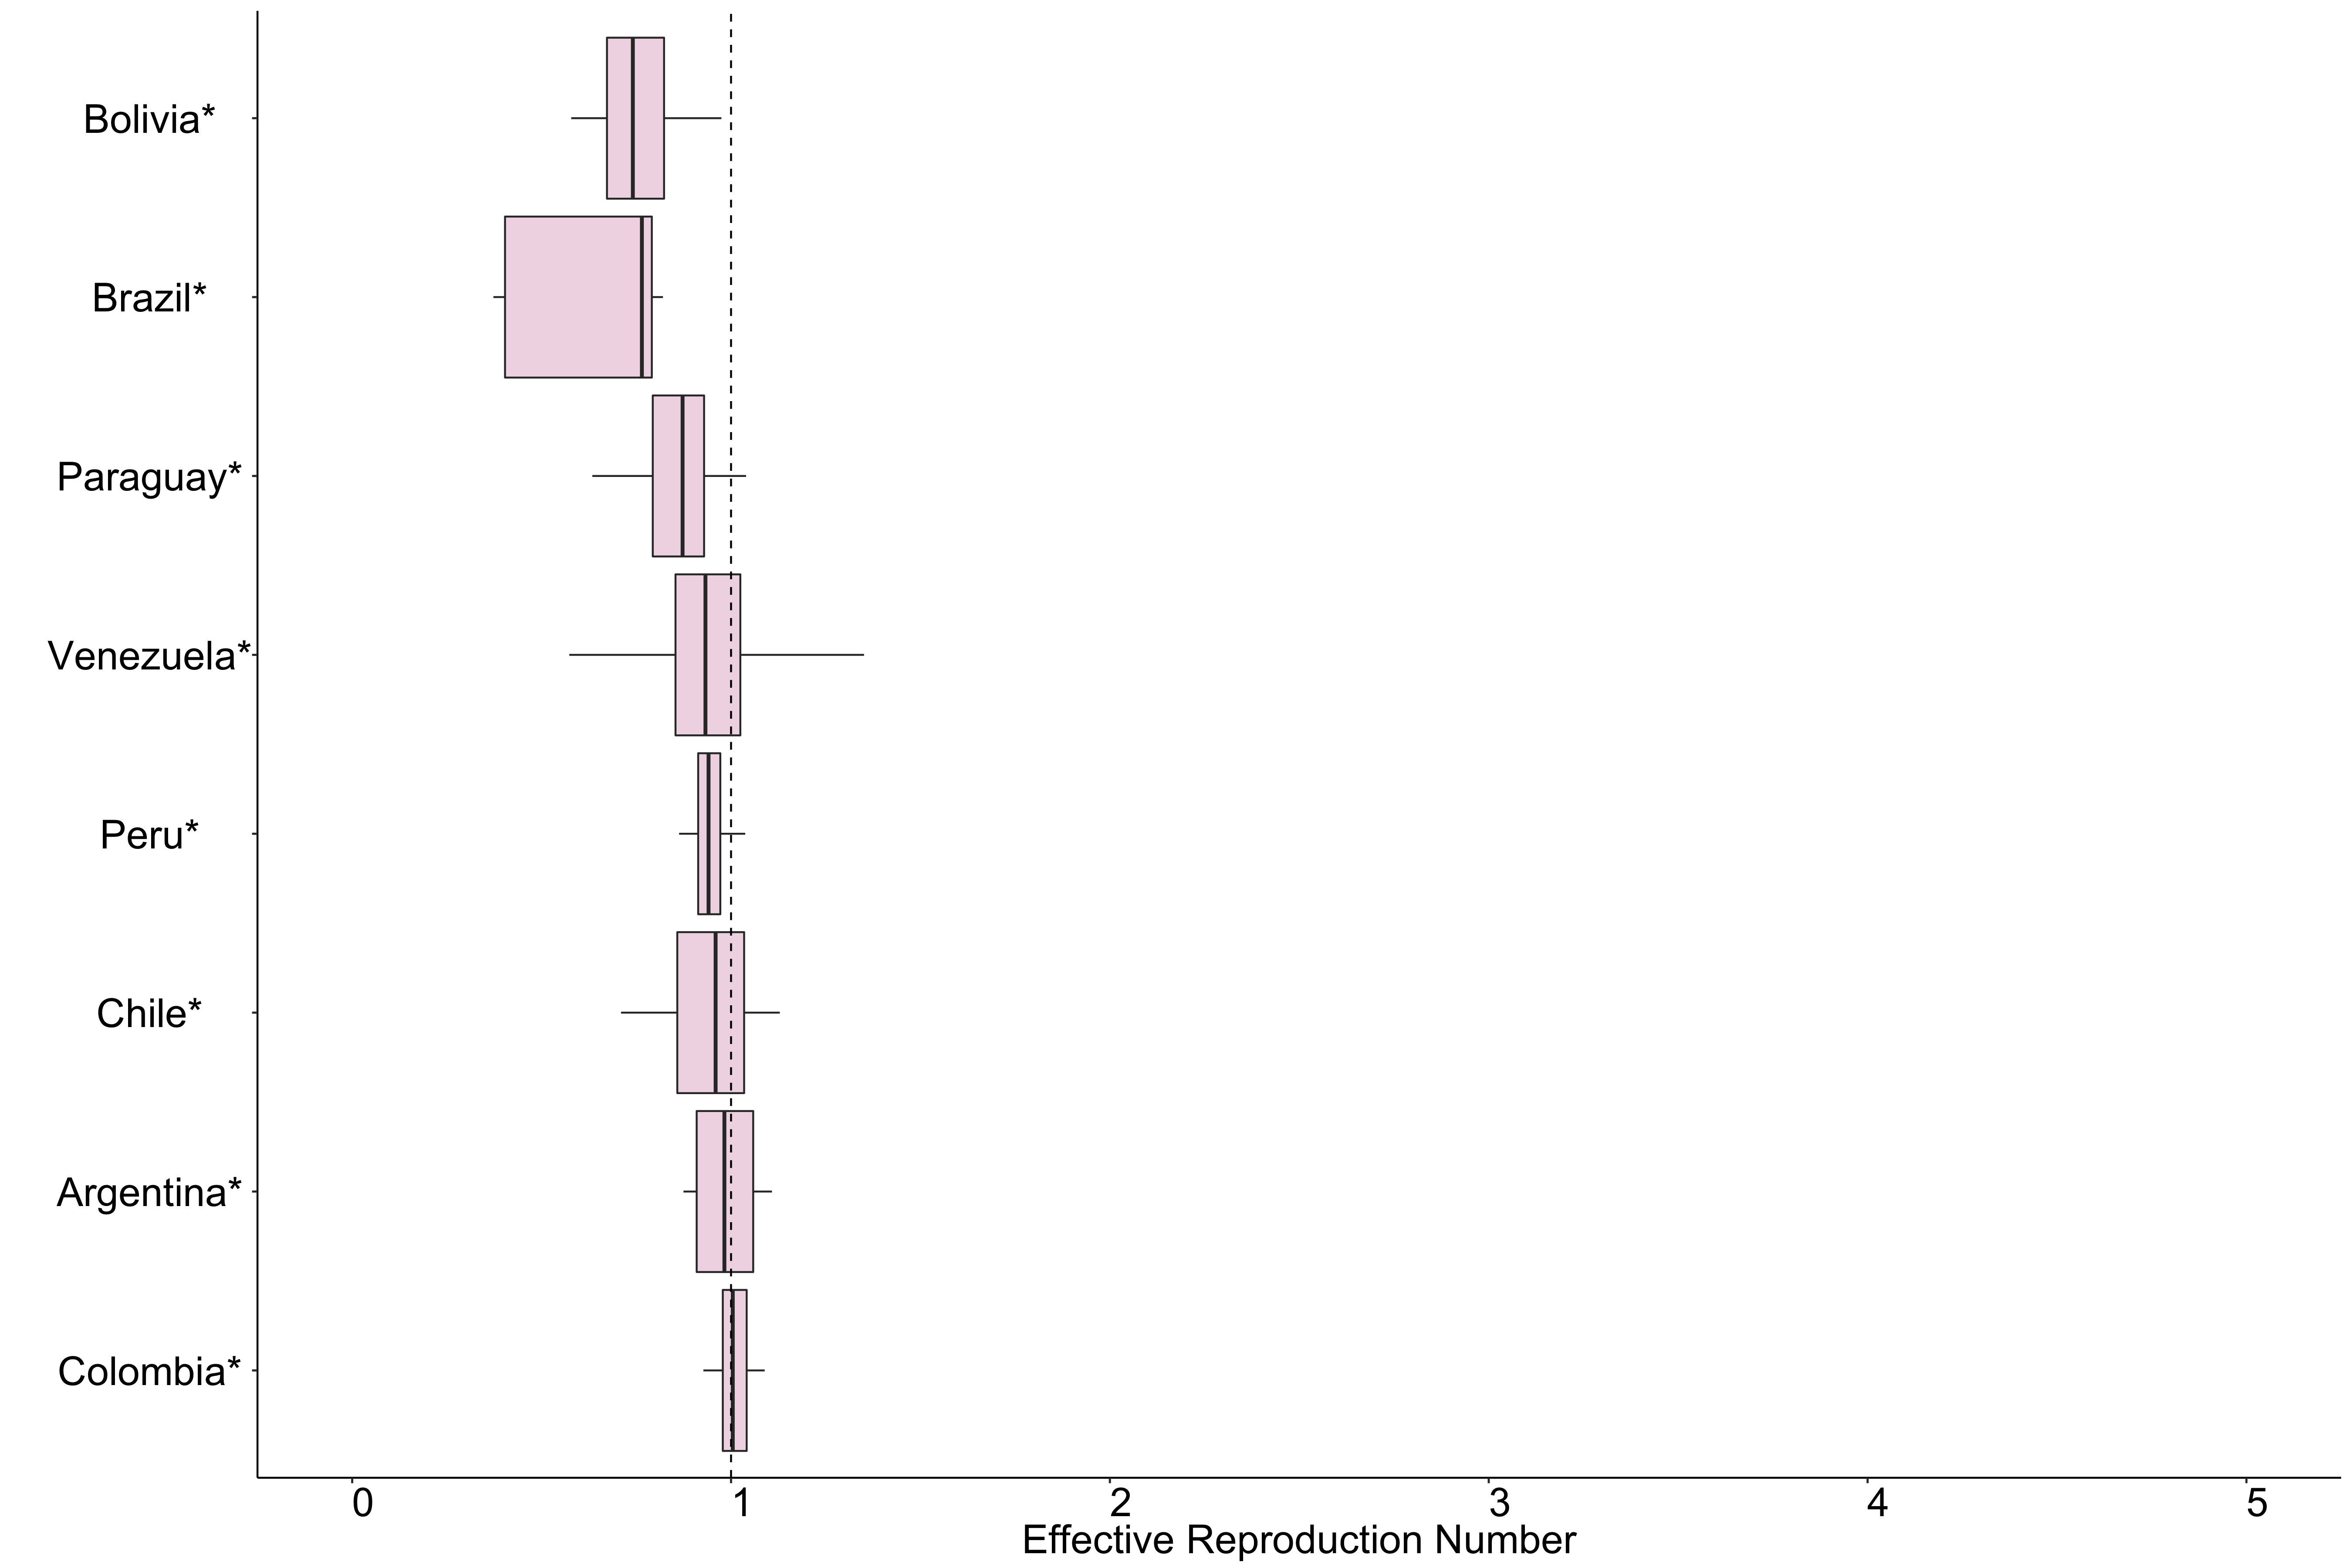 Bolivia*
Brazil*
Paraguay*
Venezuela*
Peru*
Chile*
Argentina*
Colombia*
0 1 2 3 4 5
Effective Reproduction Number